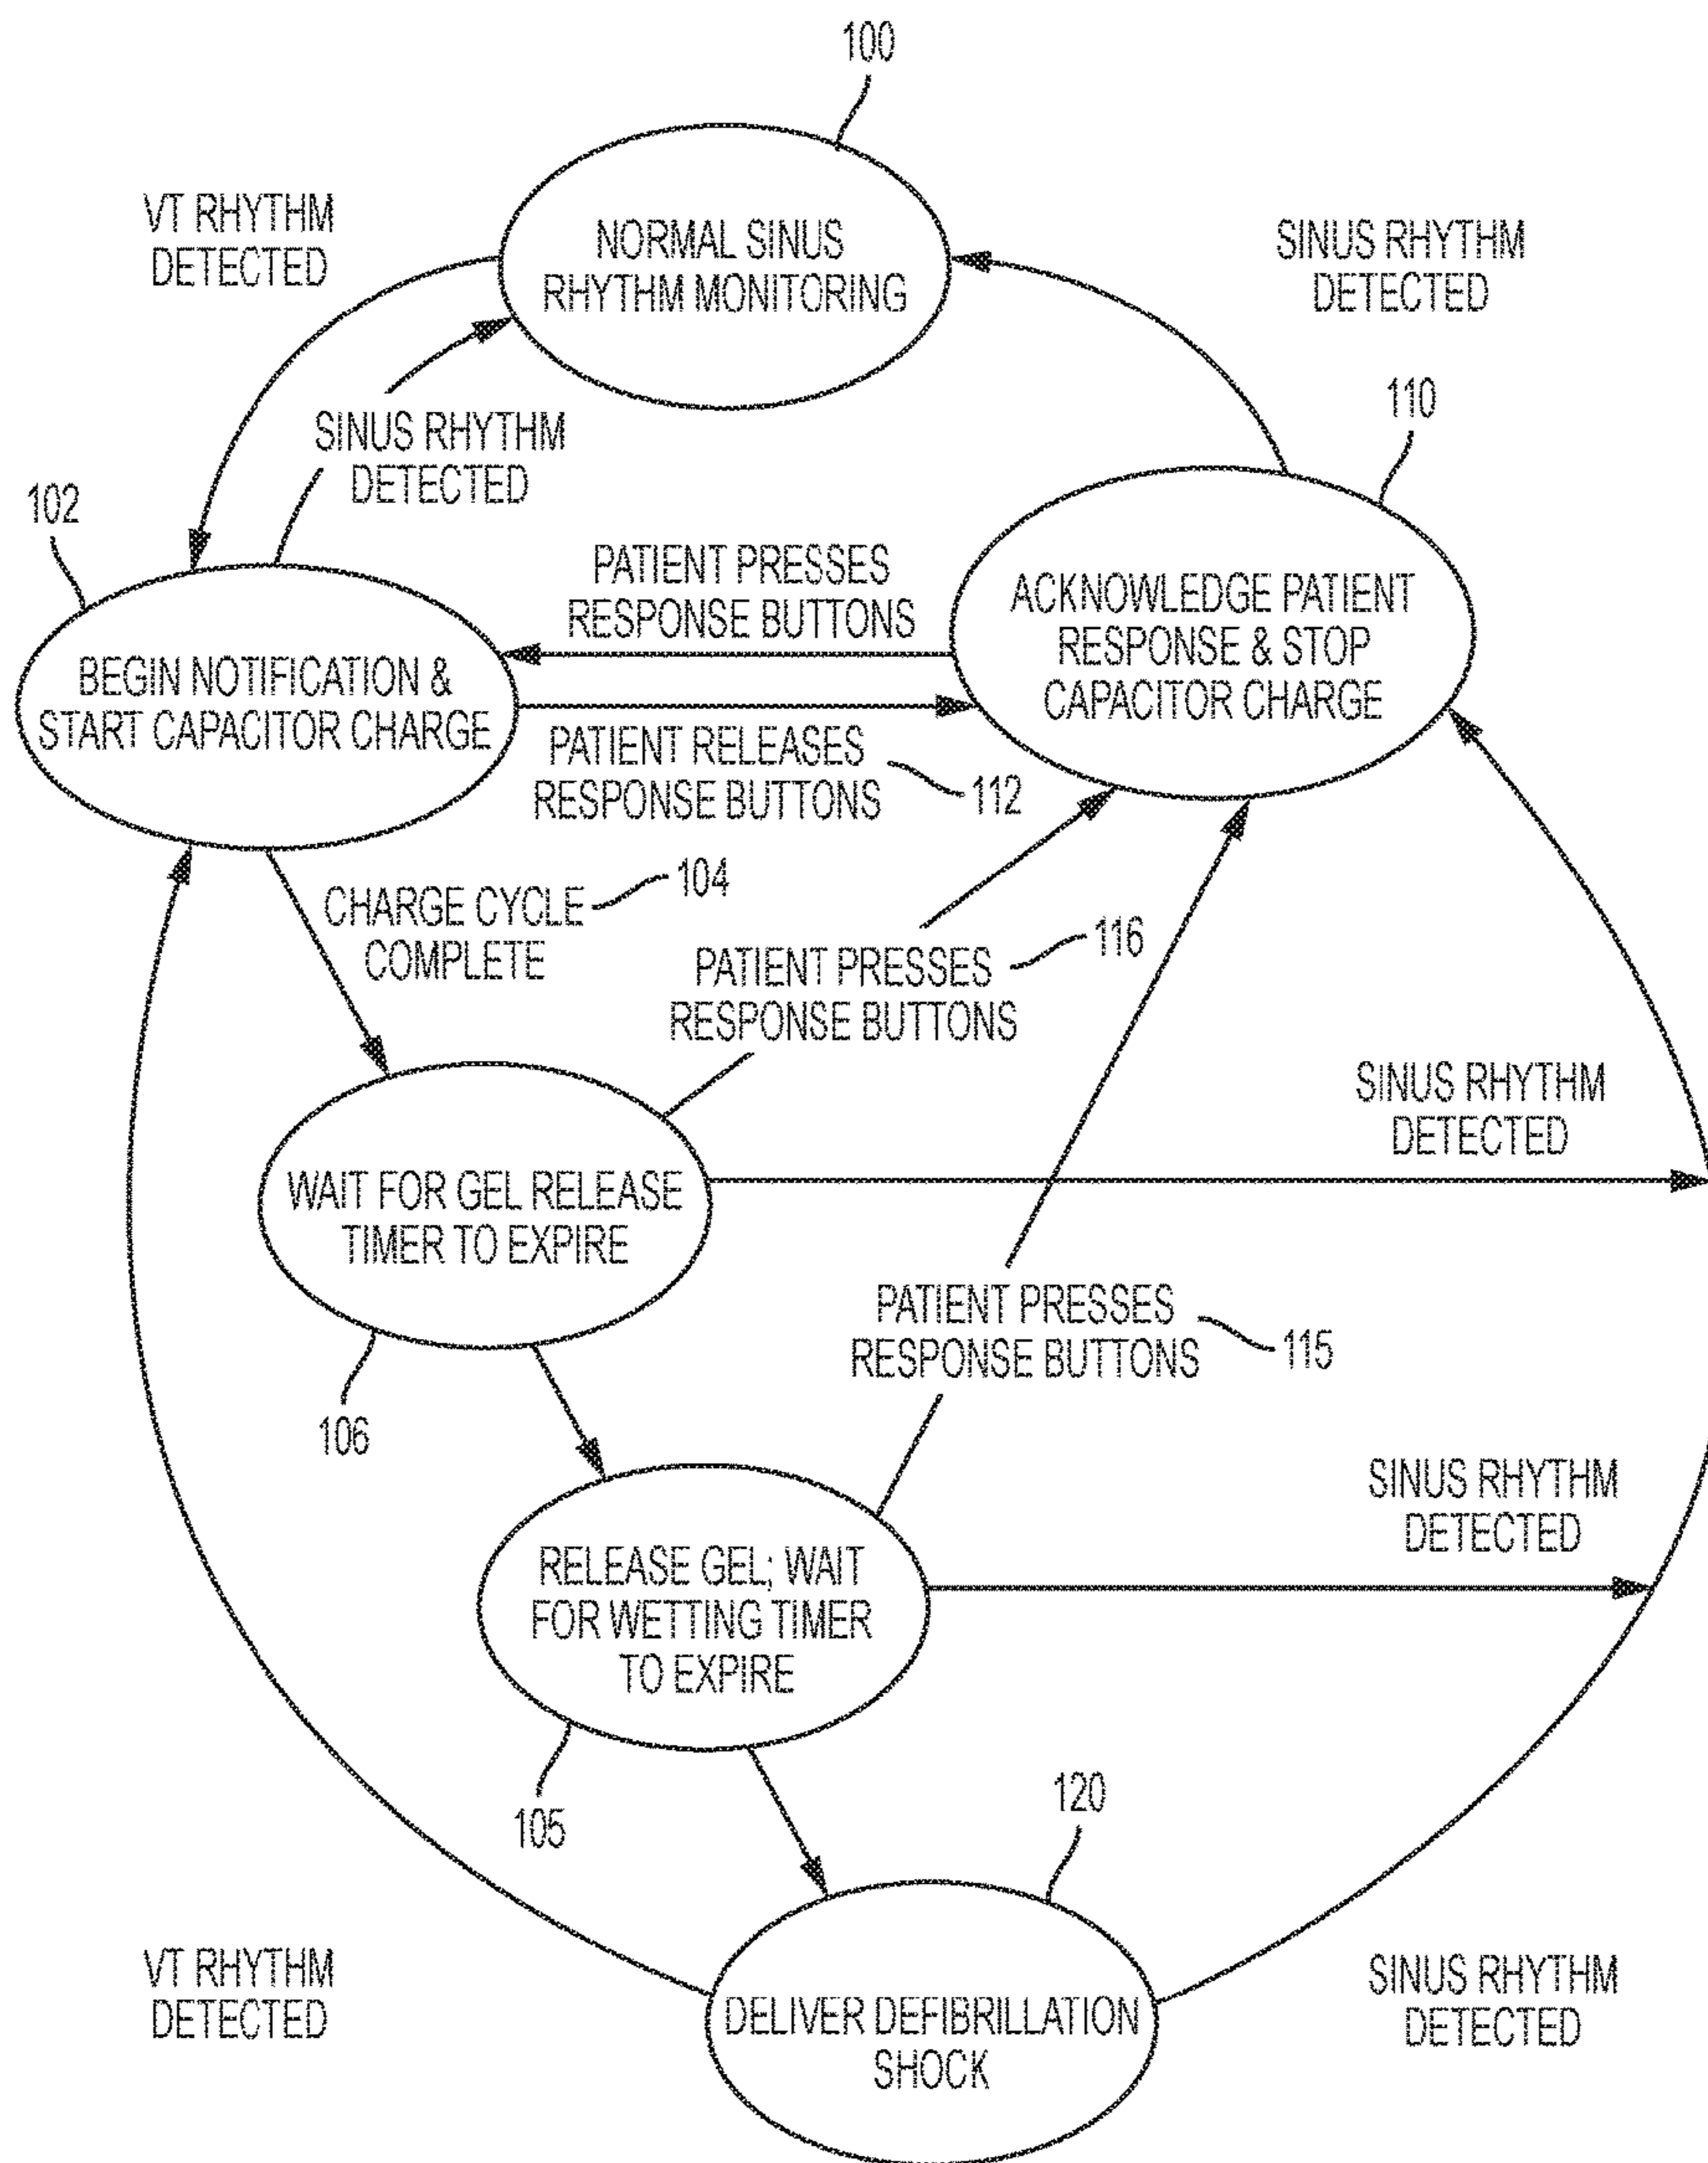 100
VT RHYTHM
DETECTED
NORMAL SINUS
RHYTHM MONITORING
SINUS RHYTHM
DETECTED
SINUS RHYTHM
DETECTED
110
102
PATIENT PRESSES
RESPONSE BUTTONS
ACKNOWLEDGE PATIENT
RESPONSE & STOP
CAPACITOR CHARGE
BEGIN NOTIFICATION &
START CAPACITOR CHARGE
PATIENT RELEASES
RESPONSE BUTTONS
112
CHARGE CYCLE
COMPLETE
104
PATIENT PRESSES
RESPONSE BUTTONS
116
SINUS RHYTHM
DETECTED
WAIT FOR GEL RELEASE
TIMER TO EXPIRE
PATIENT PRESSES
RESPONSE BUTTONS
115
106
SINUS RHYTHM
DETECTED
RELEASE GEL; WAIT
FOR WETTING TIMER
TO EXPIRE
105
120
VT RHYTHM
DETECTED
DELIVER DEFIBRILLATION
SHOCK
SINUS RHYTHM
DETECTED